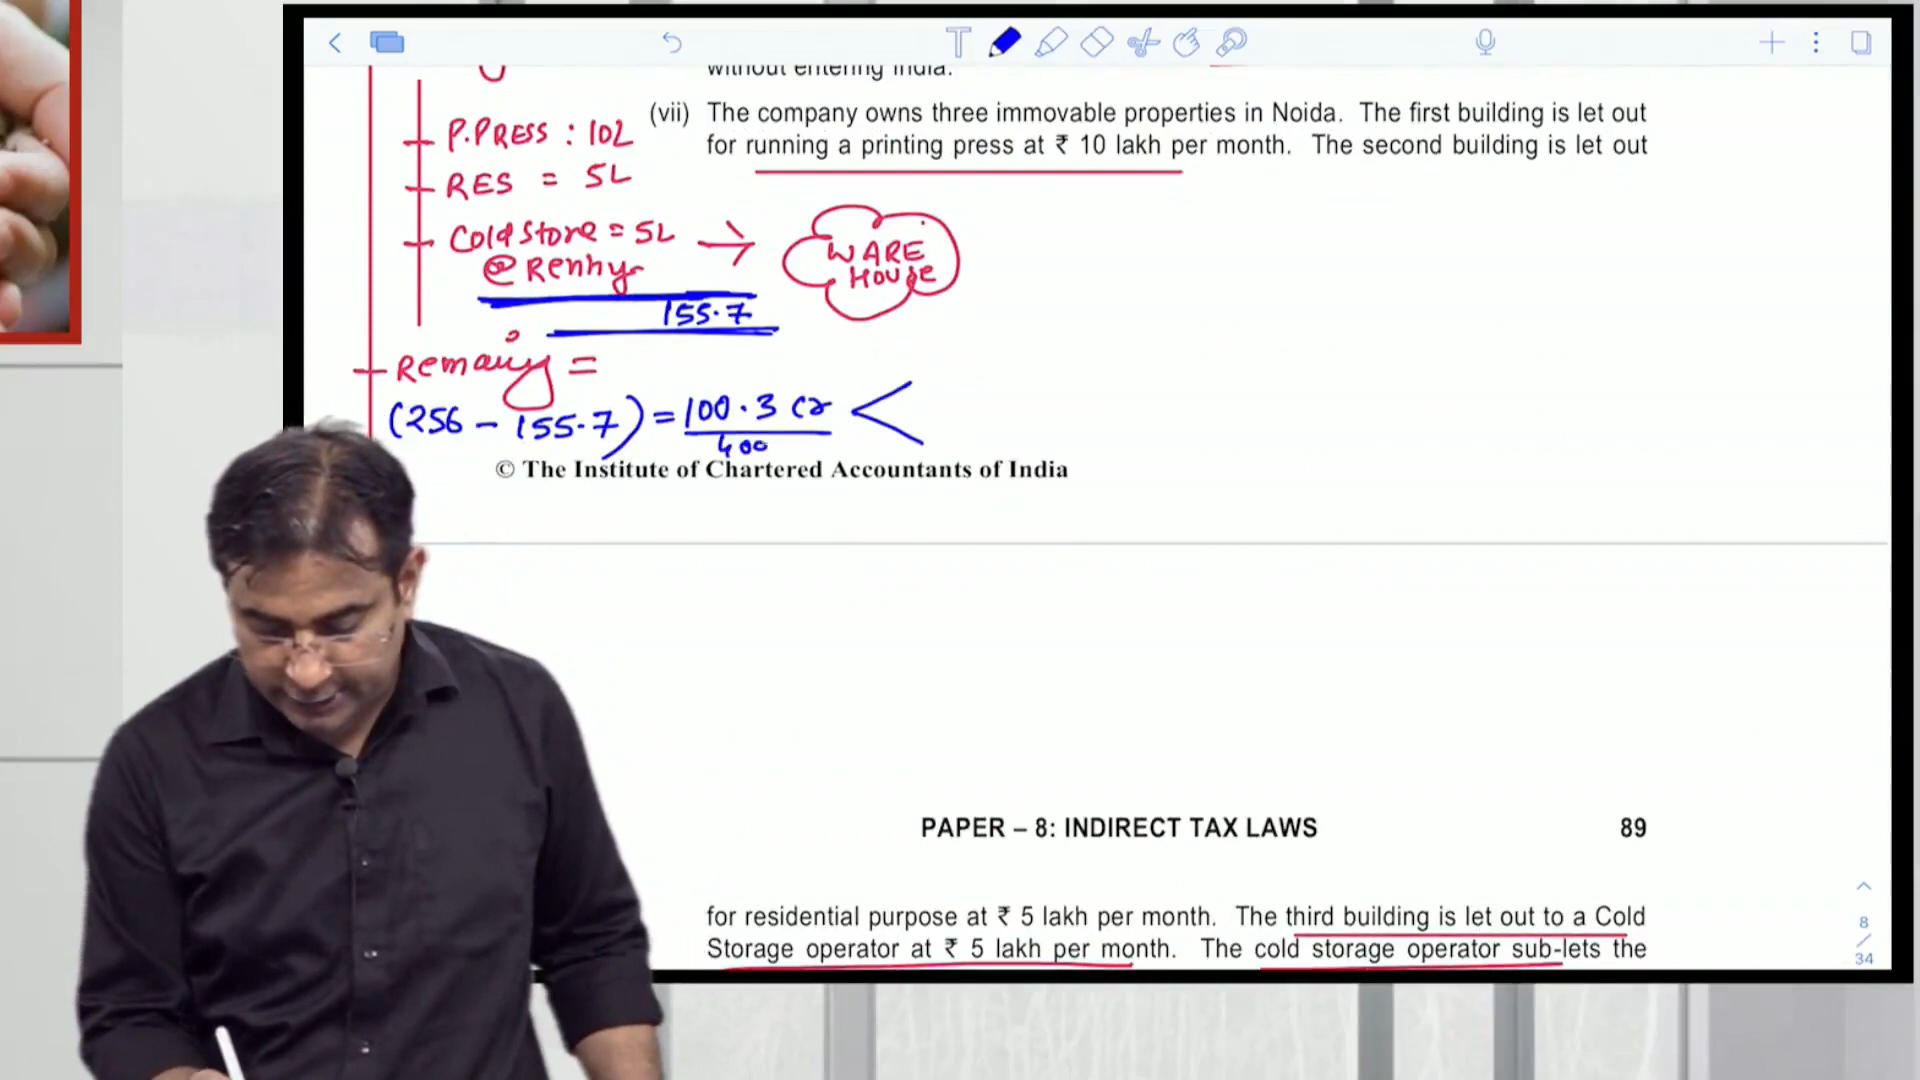 without entering India.
(vii) The company owns three immovable properties in Noida. The first building is let out
for running a printing press at ₹ 10 lakh per month. The second building is let out
P.PRESS : 10L
RES = 5L
Cold Store = 5L →
@
WARE
HOUSE
155.7
Remaing =
(256 - 155.7) = 100.3 Cr <
400
© The Institute of Chartered Accountants of India
PAPER – 8: INDIRECT TAX LAWS 89
for residential purpose at ₹ 5 lakh per month. The third building is let out to a Cold
Storage operator at ₹ 5 lakh per month. The cold storage operator sub-lets the
8
/
34